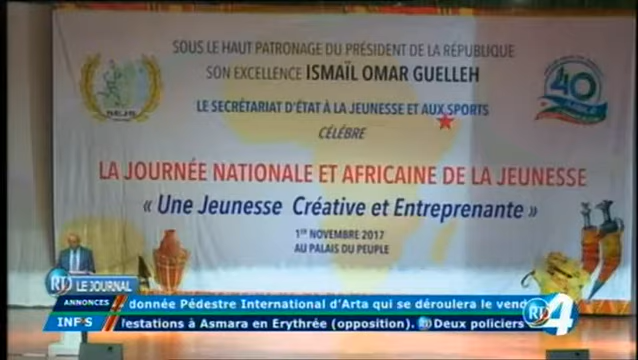 SOUS LE HAUT PATRONAGE DU PRÉSIDENT DE LA RÉPUBLIQUE
SON EXCELLENCE ISMAÏL OMAR GUELLEH
40
LE SECRÉTARIAT D'ÉTAT À LA JEUNESSE ET AUX SPORTS
CÉLÈBRE
LA JOURNÉE NATIONALE ET AFRICAINE DE LA JEUNESSE
« Une Jeunesse Créative et Entreprenante »
1ER NOVEMBRE 2017
AU PALAIS DU PEUPLE
LE JOURNAL
ANNONCES donnée Pédestre International d'Arta qui se déroulera le vend
INFOS festations à Asmara en Erythrée (opposition). Deux policiers
4